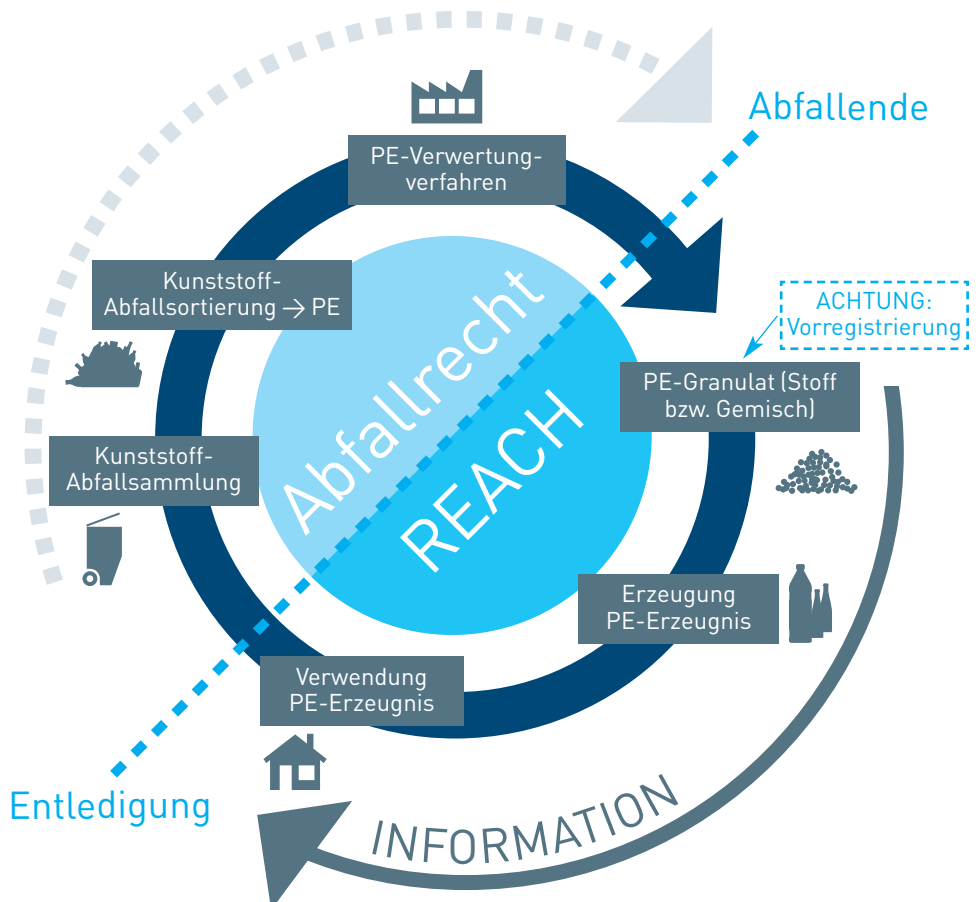 Abfallende
PE-Verwertung-
verfahren
Kunststoff-
Abfallsortierung → PE
ACHTUNG:
Vorregistrierung
Abfallrecht
REACH
PE-Granulat (Stoff
bzw. Gemisch)
Kunststoff-
Abfallsammlung
Erzeugung
PE-Erzeugnis
Verwendung
PE-Erzeugnis
Entledigung
INFORMATION